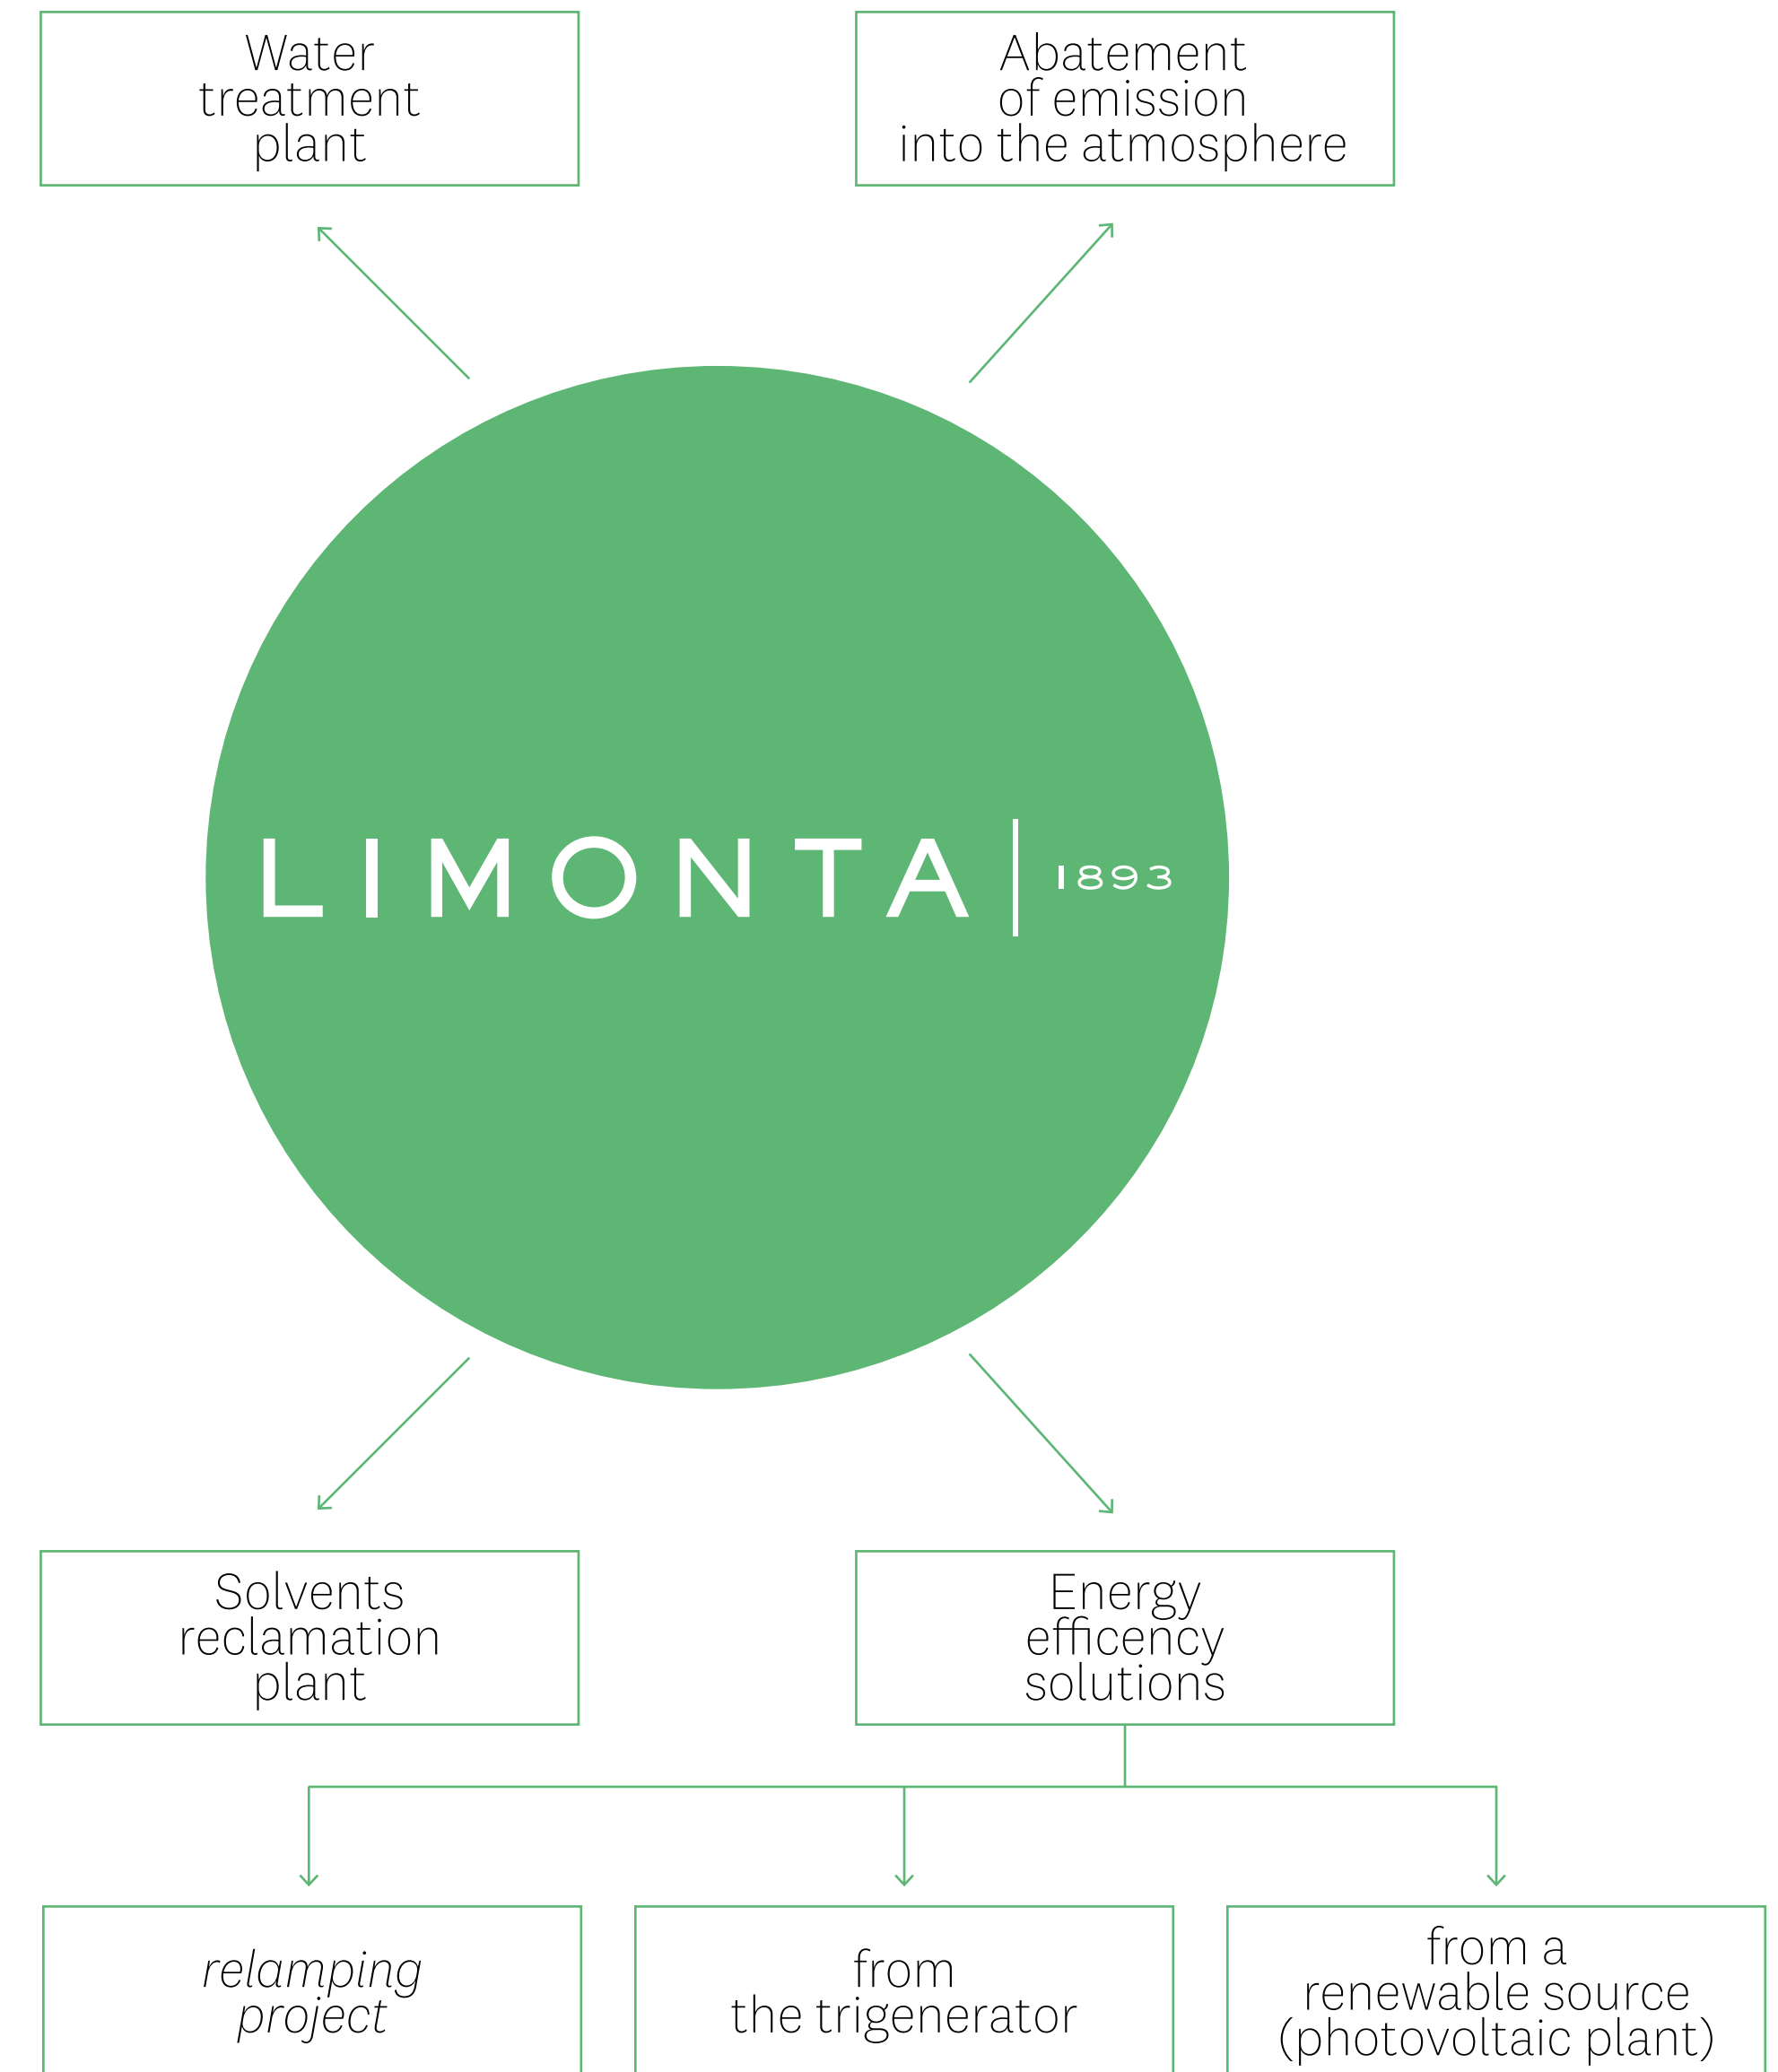 Water
treatment
plant
Abatement
of emission
into the atmosphere
LIMONTA 1893
Solvents
reclamation
plant
Energy
efficency
solutions
relamping
project
from
the trigenerator
from a
renewable source
(photovoltaic plant)